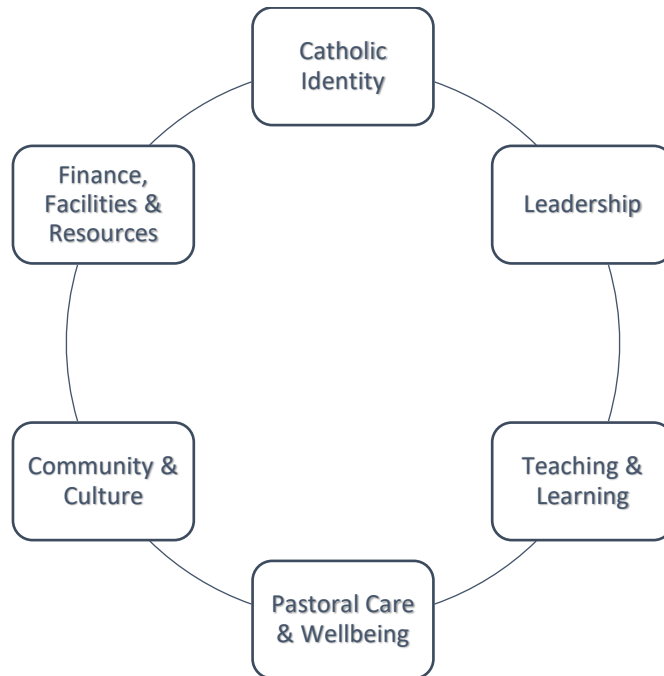 Catholic
Identity
Leadership
Teaching &
Learning
Pastoral Care
& Wellbeing
Community &
Culture
Finance,
Facilities &
Resources